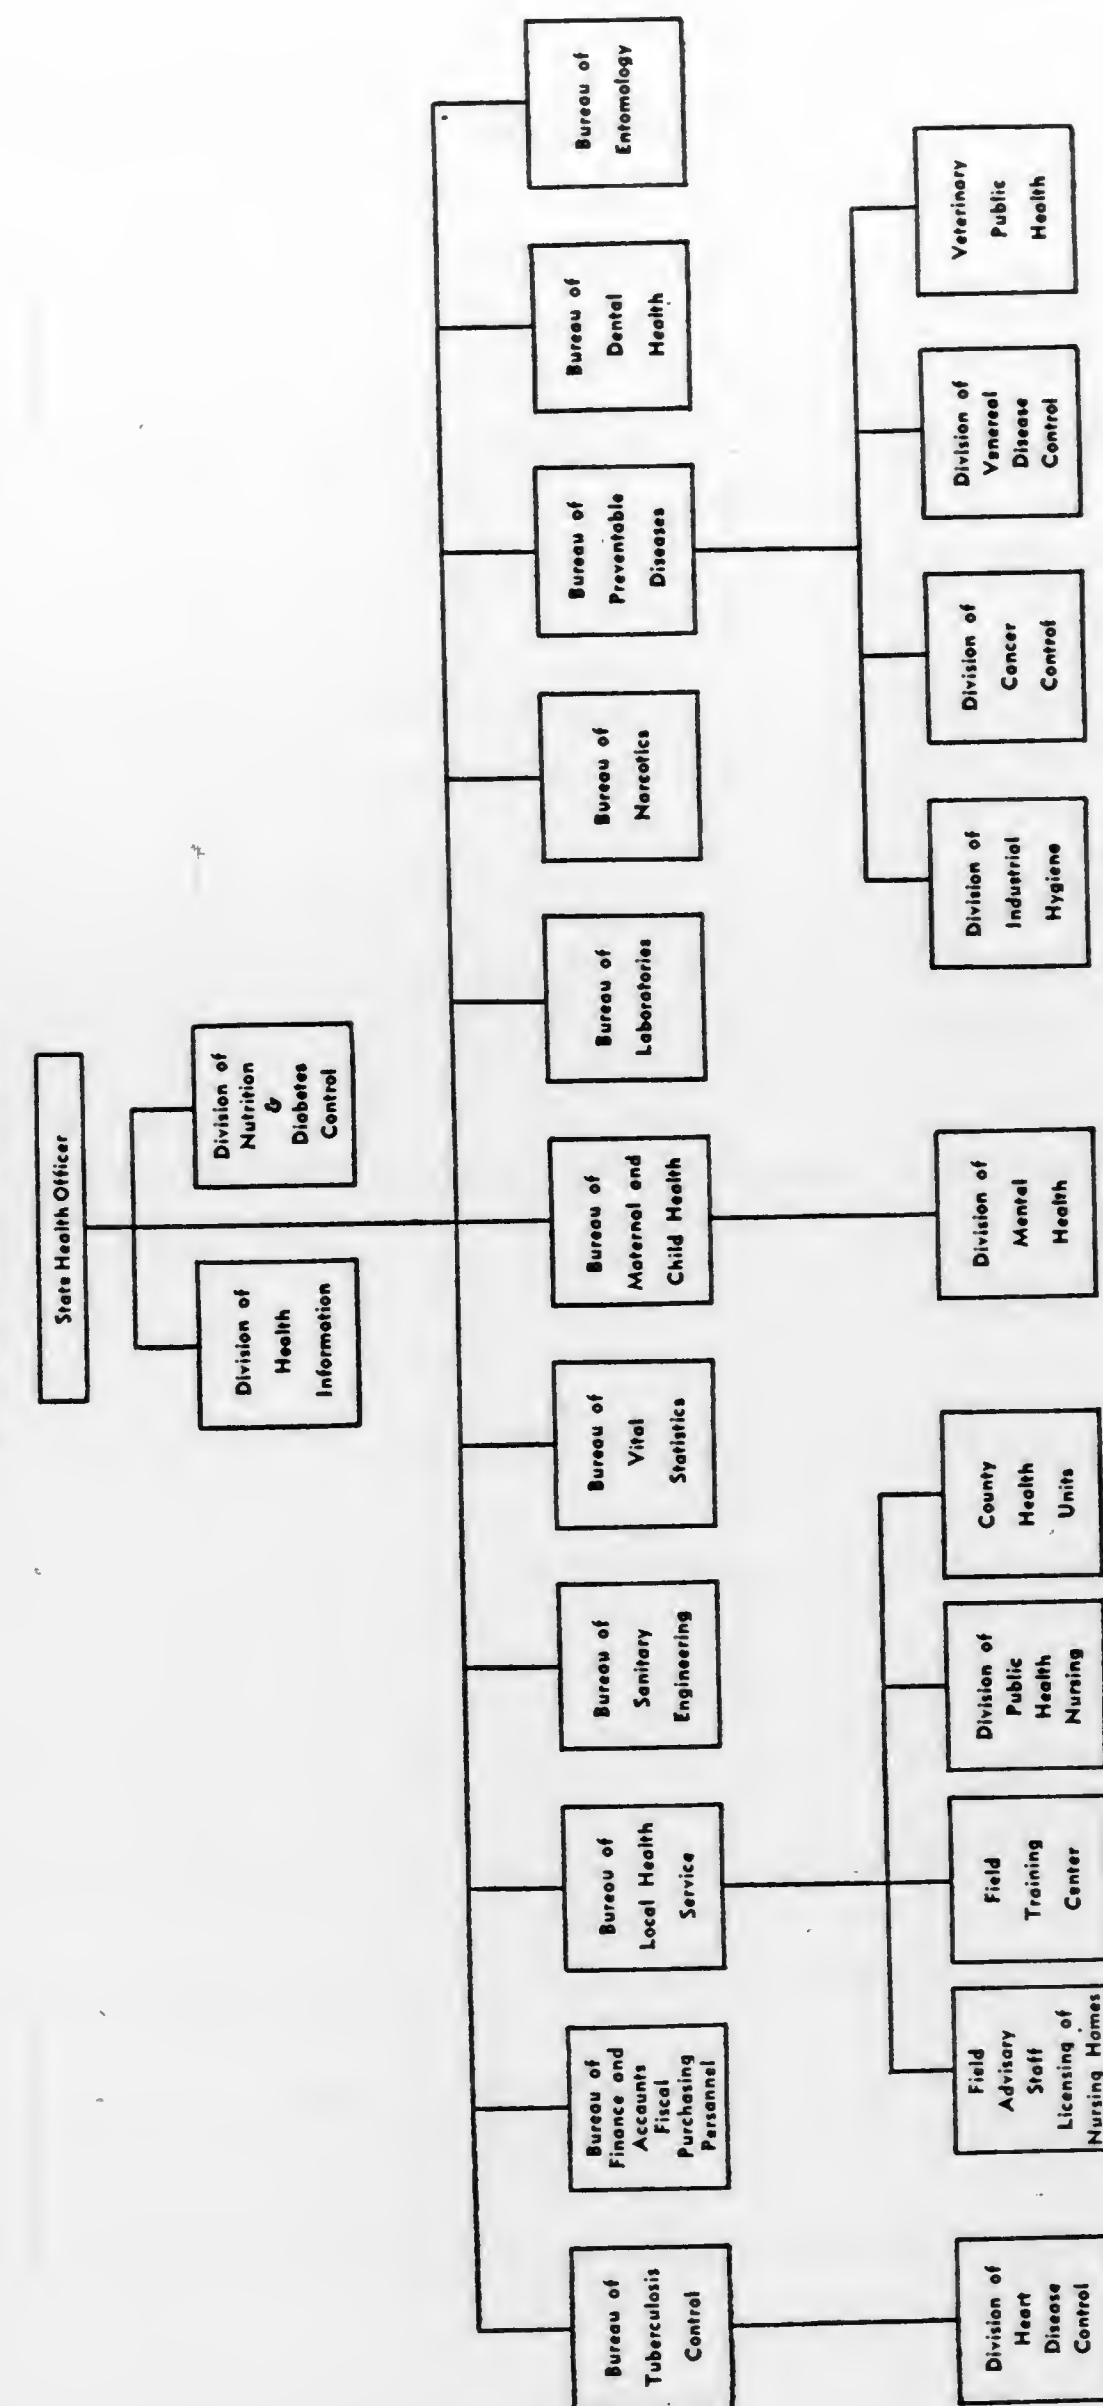 State Health Officer
Division of
Health
Information
Division of
Nutrition
&
Diabetes
Control
Bureau of
Tuberculosis
Control
Bureau of
Finance and
Accounts
Fiscal
Purchasing
Personnel
Bureau of
Local Health
Service
Bureau of
Sanitary
Engineering
Bureau of
Vital
Statistics
Bureau of
Maternal and
Child Health
Bureau of
Laboratories
Bureau of
Narcotics
Bureau of
Preventable
Diseases
Bureau of
Dental
Health
Bureau of
Entomology
Division of
Heart
Disease
Control
Field
Advisory
Staff
Licensing of
Nursing Homes
Field
Training
Center
Division of
Public
Health
Nursing
County
Health
Units
Division of
Mental
Health
Division of
Industrial
Hygiene
Division of
Cancer
Control
Division of
Venereal
Disease
Control
Veterinary
Public
Health